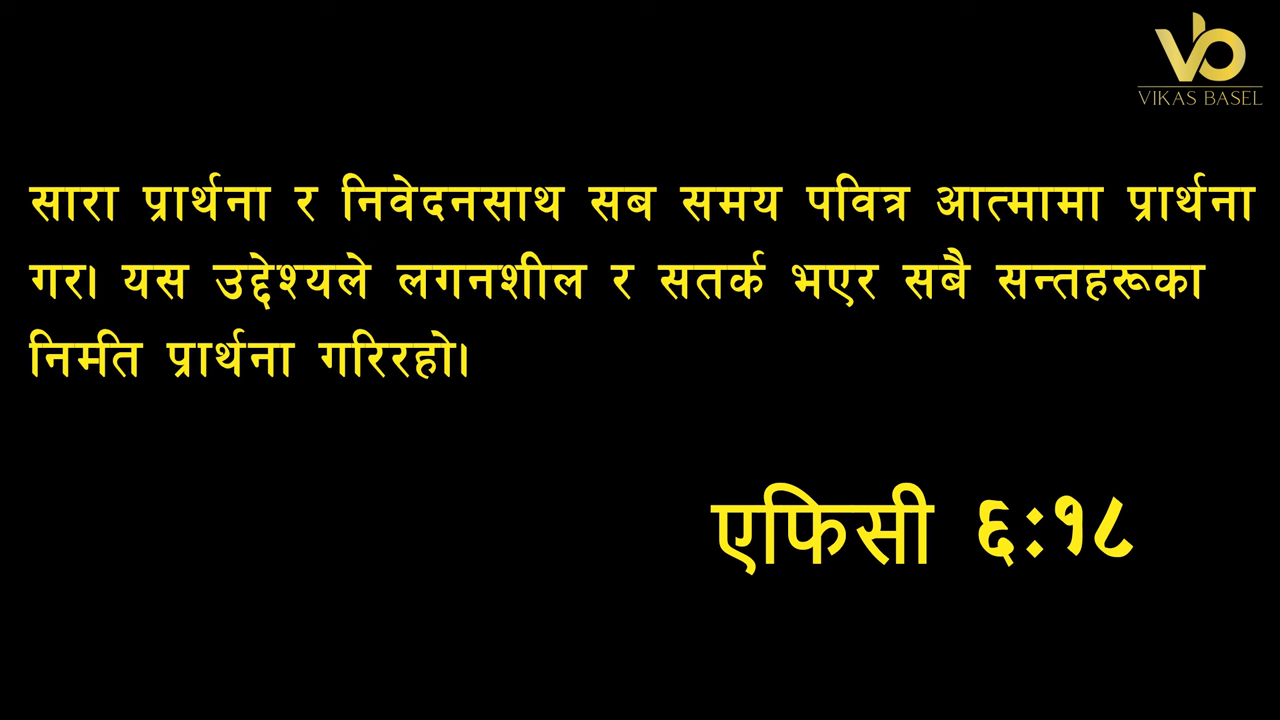 VIKAS BASEL
सारा प्रार्थना र निवेदनसाथ सब समय पवित्र आत्मामा प्रार्थना
गर। यस उद्देश्यले लगनशील र सतर्क भएर सबै सन्तहरूका
निर्मति प्रार्थना गरिरहो।
एफिसी ६:१८